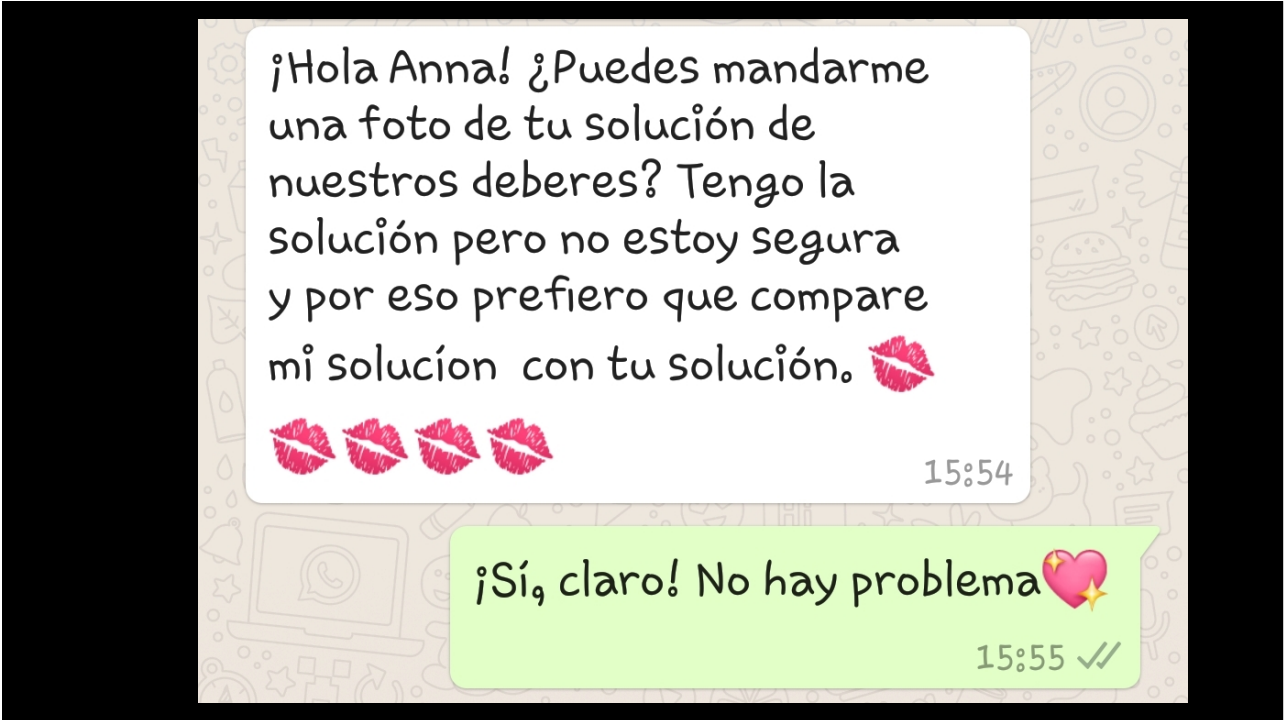 ¡Hola Anna! ¿Puedes mandarme
una foto de tu solución de
nuestros deberes? Tengo la
solución pero no estoy segura
y por eso prefiero que compare
mi solucíon con tu solución. 💋
💋💋💋💋
15:54
¡Sí, claro! No hay problema💖
15:55